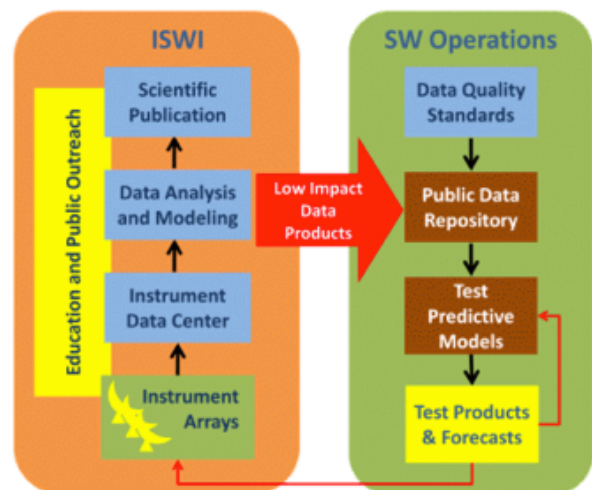 ISWI
Scientific
Publication
Data Analysis
and Modeling
Instrument
Data Center
Instrument
Arrays
Education and Public Outreach
Low Impact
Data
Products
SW Operations
Data Quality
Standards
Public Data
Repository
Test
Predictive
Models
Test Products
& Forecasts